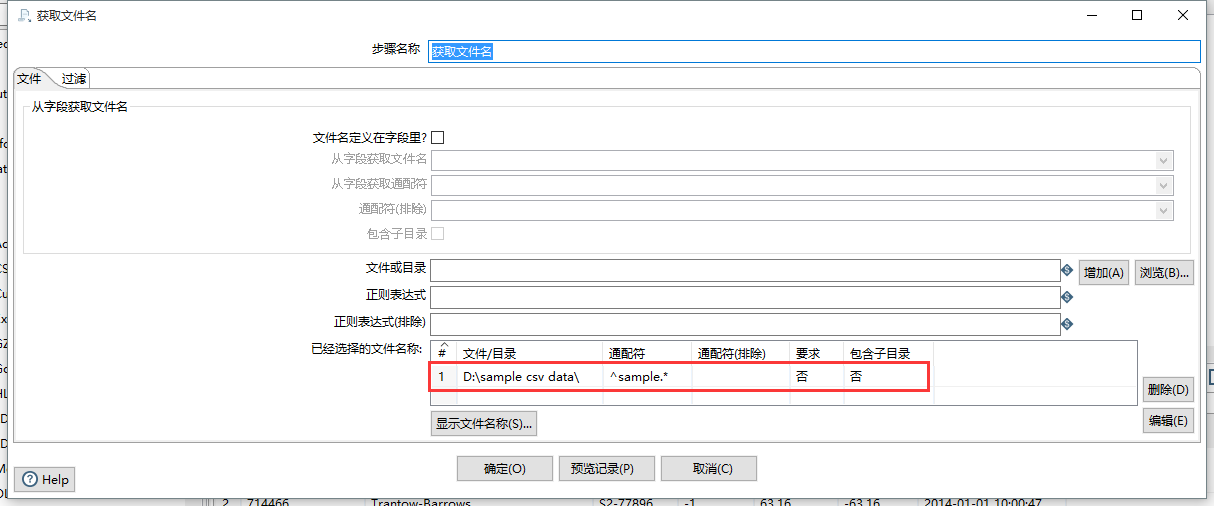 获取文件名
步骤名称 获取文件名
文件 过滤
从字段获取文件名
文件名定义在字段里?
从字段获取文件名
从字段获取通配符
通配符(排除)
包含子目录
文件或目录 增加(A) 浏览(B)...
正则表达式
正则表达式(排除)
已经选择的文件名称:
# 文件/目录 通配符 通配符(排除) 要求 包含子目录
1 D:\sample csv data\ ^sample.* 否 否
删除(D)
编辑(E)
显示文件名称(S)...
确定(O) 预览记录(P) 取消(C)
Help
2 714466 Trantow-Barrows S2-77896 -1 63.16 -63.16 2014-01-01 10:00:47